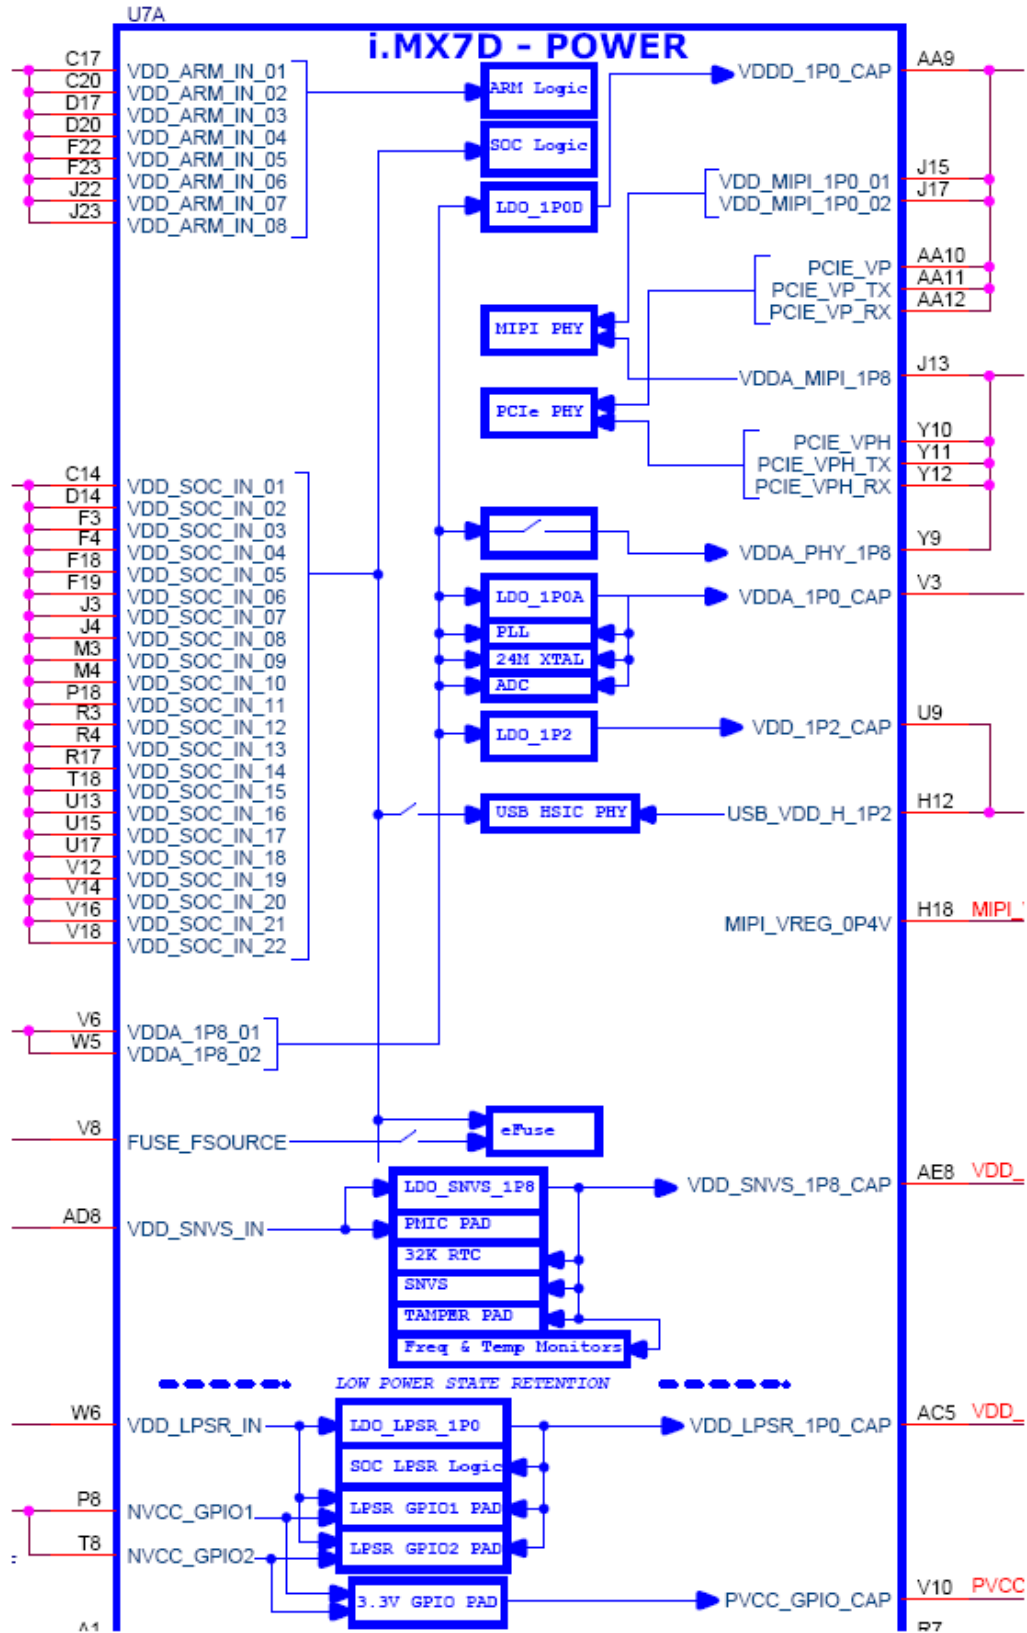 U7A
i.MX7D - POWER
C17 VDD_ARM_IN_01
C20 VDD_ARM_IN_02
D17 VDD_ARM_IN_03
D20 VDD_ARM_IN_04
F22 VDD_ARM_IN_05
F23 VDD_ARM_IN_06
J22 VDD_ARM_IN_07
J23 VDD_ARM_IN_08
C14 VDD_SOC_IN_01
D14 VDD_SOC_IN_02
F3 VDD_SOC_IN_03
F4 VDD_SOC_IN_04
F18 VDD_SOC_IN_05
F19 VDD_SOC_IN_06
J3 VDD_SOC_IN_07
J4 VDD_SOC_IN_08
M3 VDD_SOC_IN_09
M4 VDD_SOC_IN_10
P18 VDD_SOC_IN_11
R3 VDD_SOC_IN_12
R4 VDD_SOC_IN_13
R17 VDD_SOC_IN_14
T18 VDD_SOC_IN_15
U13 VDD_SOC_IN_16
U15 VDD_SOC_IN_17
U17 VDD_SOC_IN_18
V12 VDD_SOC_IN_19
V14 VDD_SOC_IN_20
V16 VDD_SOC_IN_21
V18 VDD_SOC_IN_22
V6 VDDA_1P8_01
W5 VDDA_1P8_02
V8 FUSE_FSOURCE
AD8 VDD_SNVS_IN
ARM Logic
SOC Logic
LDO_1P0D
MIPI PHY
PCIe PHY
LDO_1P0A
PLL
24M XTAL
ADC
LDO_1P2
USB HSIC PHY
eFuse
LDO_SNVS_1P8
PMIC PAD
32K RTC
SNVS
TAMPER PAD
Freq & Temp Monitors
VDDD_1P0_CAP AA9
VDD_MIPI_1P0_01 J15
VDD_MIPI_1P0_02 J17
PCIE_VP AA10
PCIE_VP_TX AA11
PCIE_VP_RX AA12
VDDA_MIPI_1P8 J13
PCIE_VPH Y10
PCIE_VPH_TX Y11
PCIE_VPH_RX Y12
VDDA_PHY_1P8 Y9
VDDA_1P0_CAP V3
VDD_1P2_CAP U9
USB_VDD_H_1P2 H12
MIPI_VREG_0P4V H18 MIPI_
VDD_SNVS_1P8_CAP AE8 VDD_
LOW POWER STATE RETENTION
W6 VDD_LPSR_IN
P8 NVCC_GPIO1
T8 NVCC_GPIO2
LDO_LPSR_1P0
SOC LPSR Logic
LPSR GPIO1 PAD
LPSR GPIO2 PAD
3.3V GPIO PAD
VDD_LPSR_1P0_CAP AC5 VDD_
PVCC_GPIO_CAP V10 PVCC
A1
R7